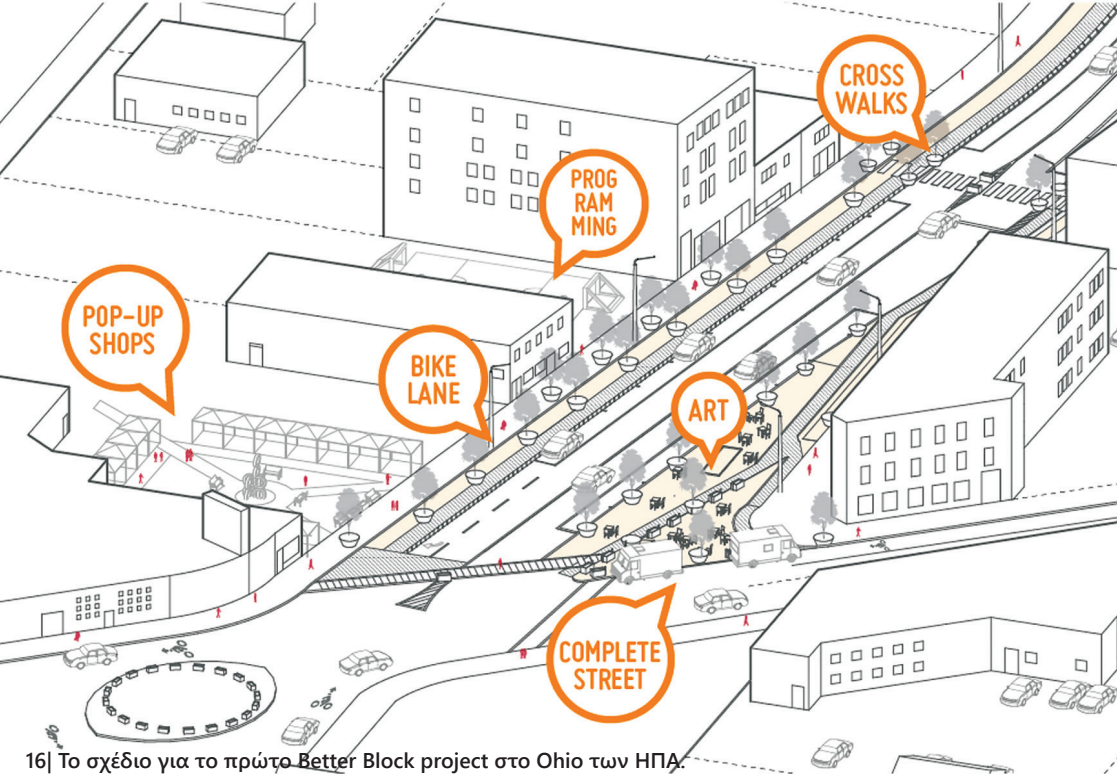 CROSS
WALKS
PROG
RAM
MING
POP-UP
SHOPS
BIKE
LANE
ART
COMPLETE
STREET
16| Το σχέδιο για το πρώτο Better Block project στο Ohio των ΗΠΑ.